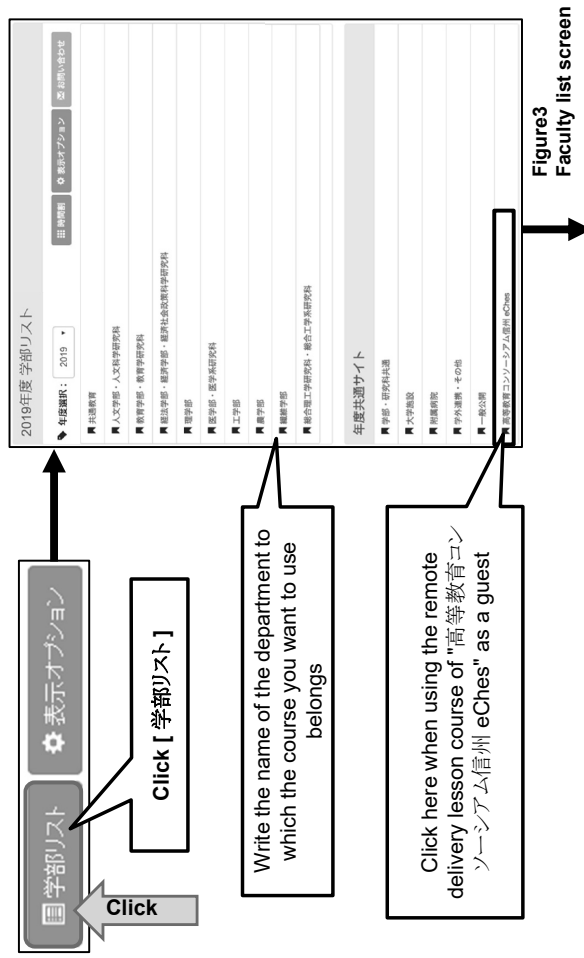 学部リスト
表示オプション
Click
Click [ 学部リスト ]
2019年度 学部リスト
年度選択： 2019
時間割
表示オプション
お問い合わせ
共通教育
人文学部・人文科学研究科
教育学部・教育学研究科
経法学部・経済学部・経済社会政策科学研究科
理学部
医学部・医学系研究科
工学部
農学部
繊維学部
総合理工学研究科・総合工学系研究科
年度共通サイト
学部・研究科共通
大学施設
附属病院
学外連携・その他
一般公開
高等教育コンソーシアム信州 eChes
Write the name of the department to
which the course you want to use
belongs
Click here when using the remote
delivery lesson course of "高等教育コン
ソーシアム信州 eChes" as a guest
Figure3
Faculty list screen